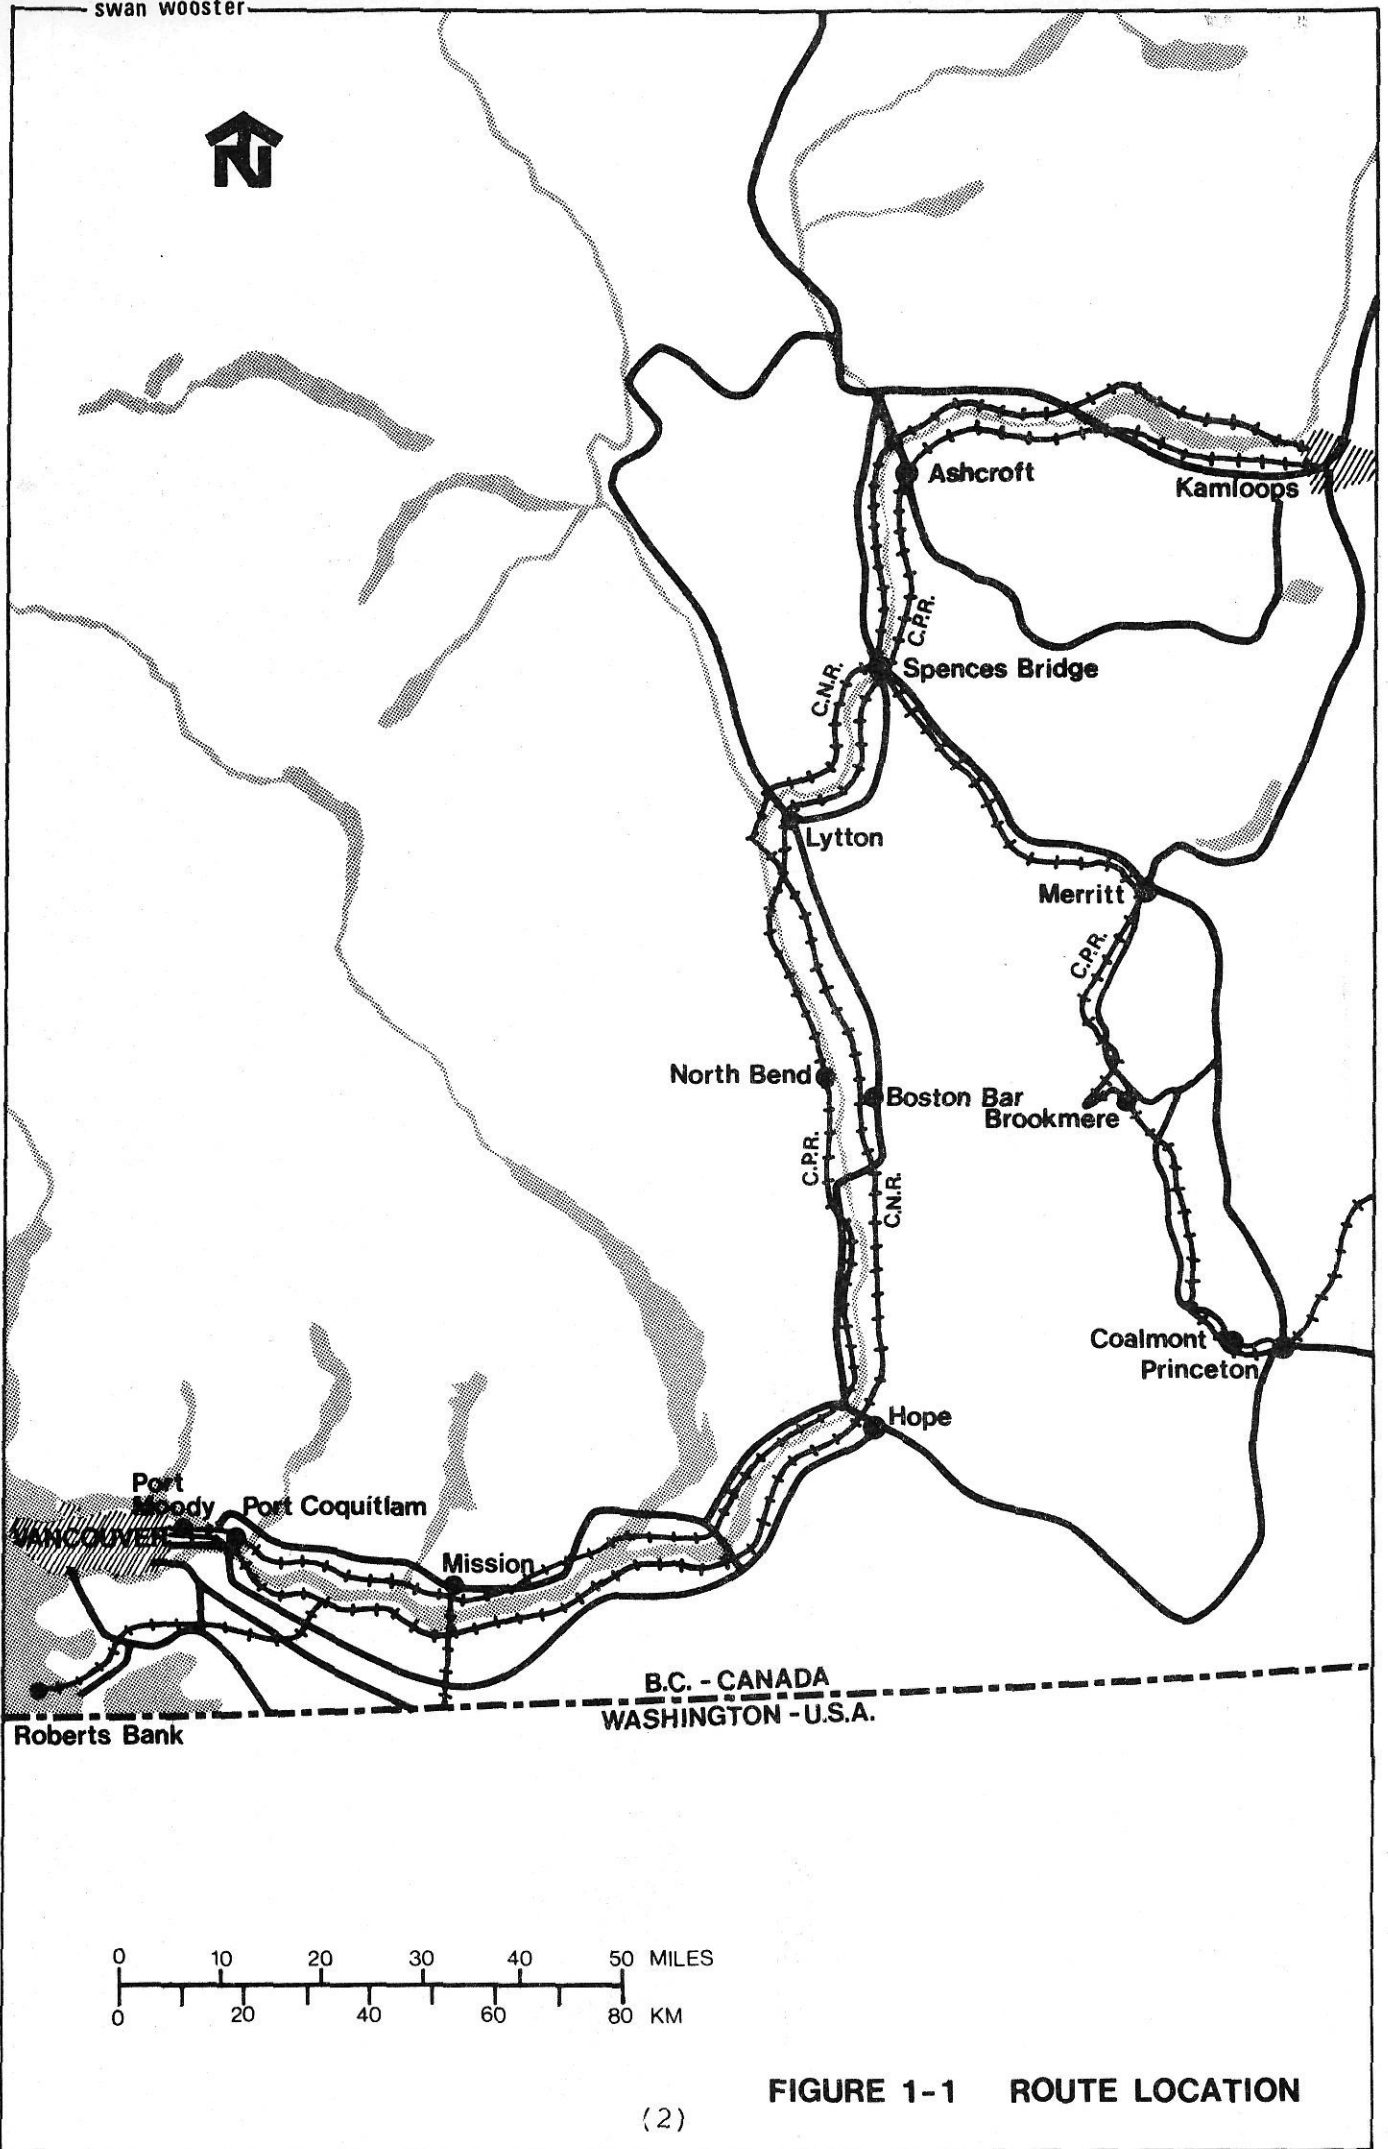 swan wooster
N
Ashcroft
Kamloops
C.P.R.
C.N.R.
Spences Bridge
Lytton
Merritt
C.P.R.
North Bend
Boston Bar
Brookmere
C.P.R.
C.N.R.
Coalmont
Princeton
Hope
Port
Moody
Port Coquitlam
VANCOUVER
Mission
B.C. - CANADA
WASHINGTON - U.S.A.
Roberts Bank
0 10 20 30 40 50 MILES
0 20 40 60 80 KM
FIGURE 1-1 ROUTE LOCATION
(2)